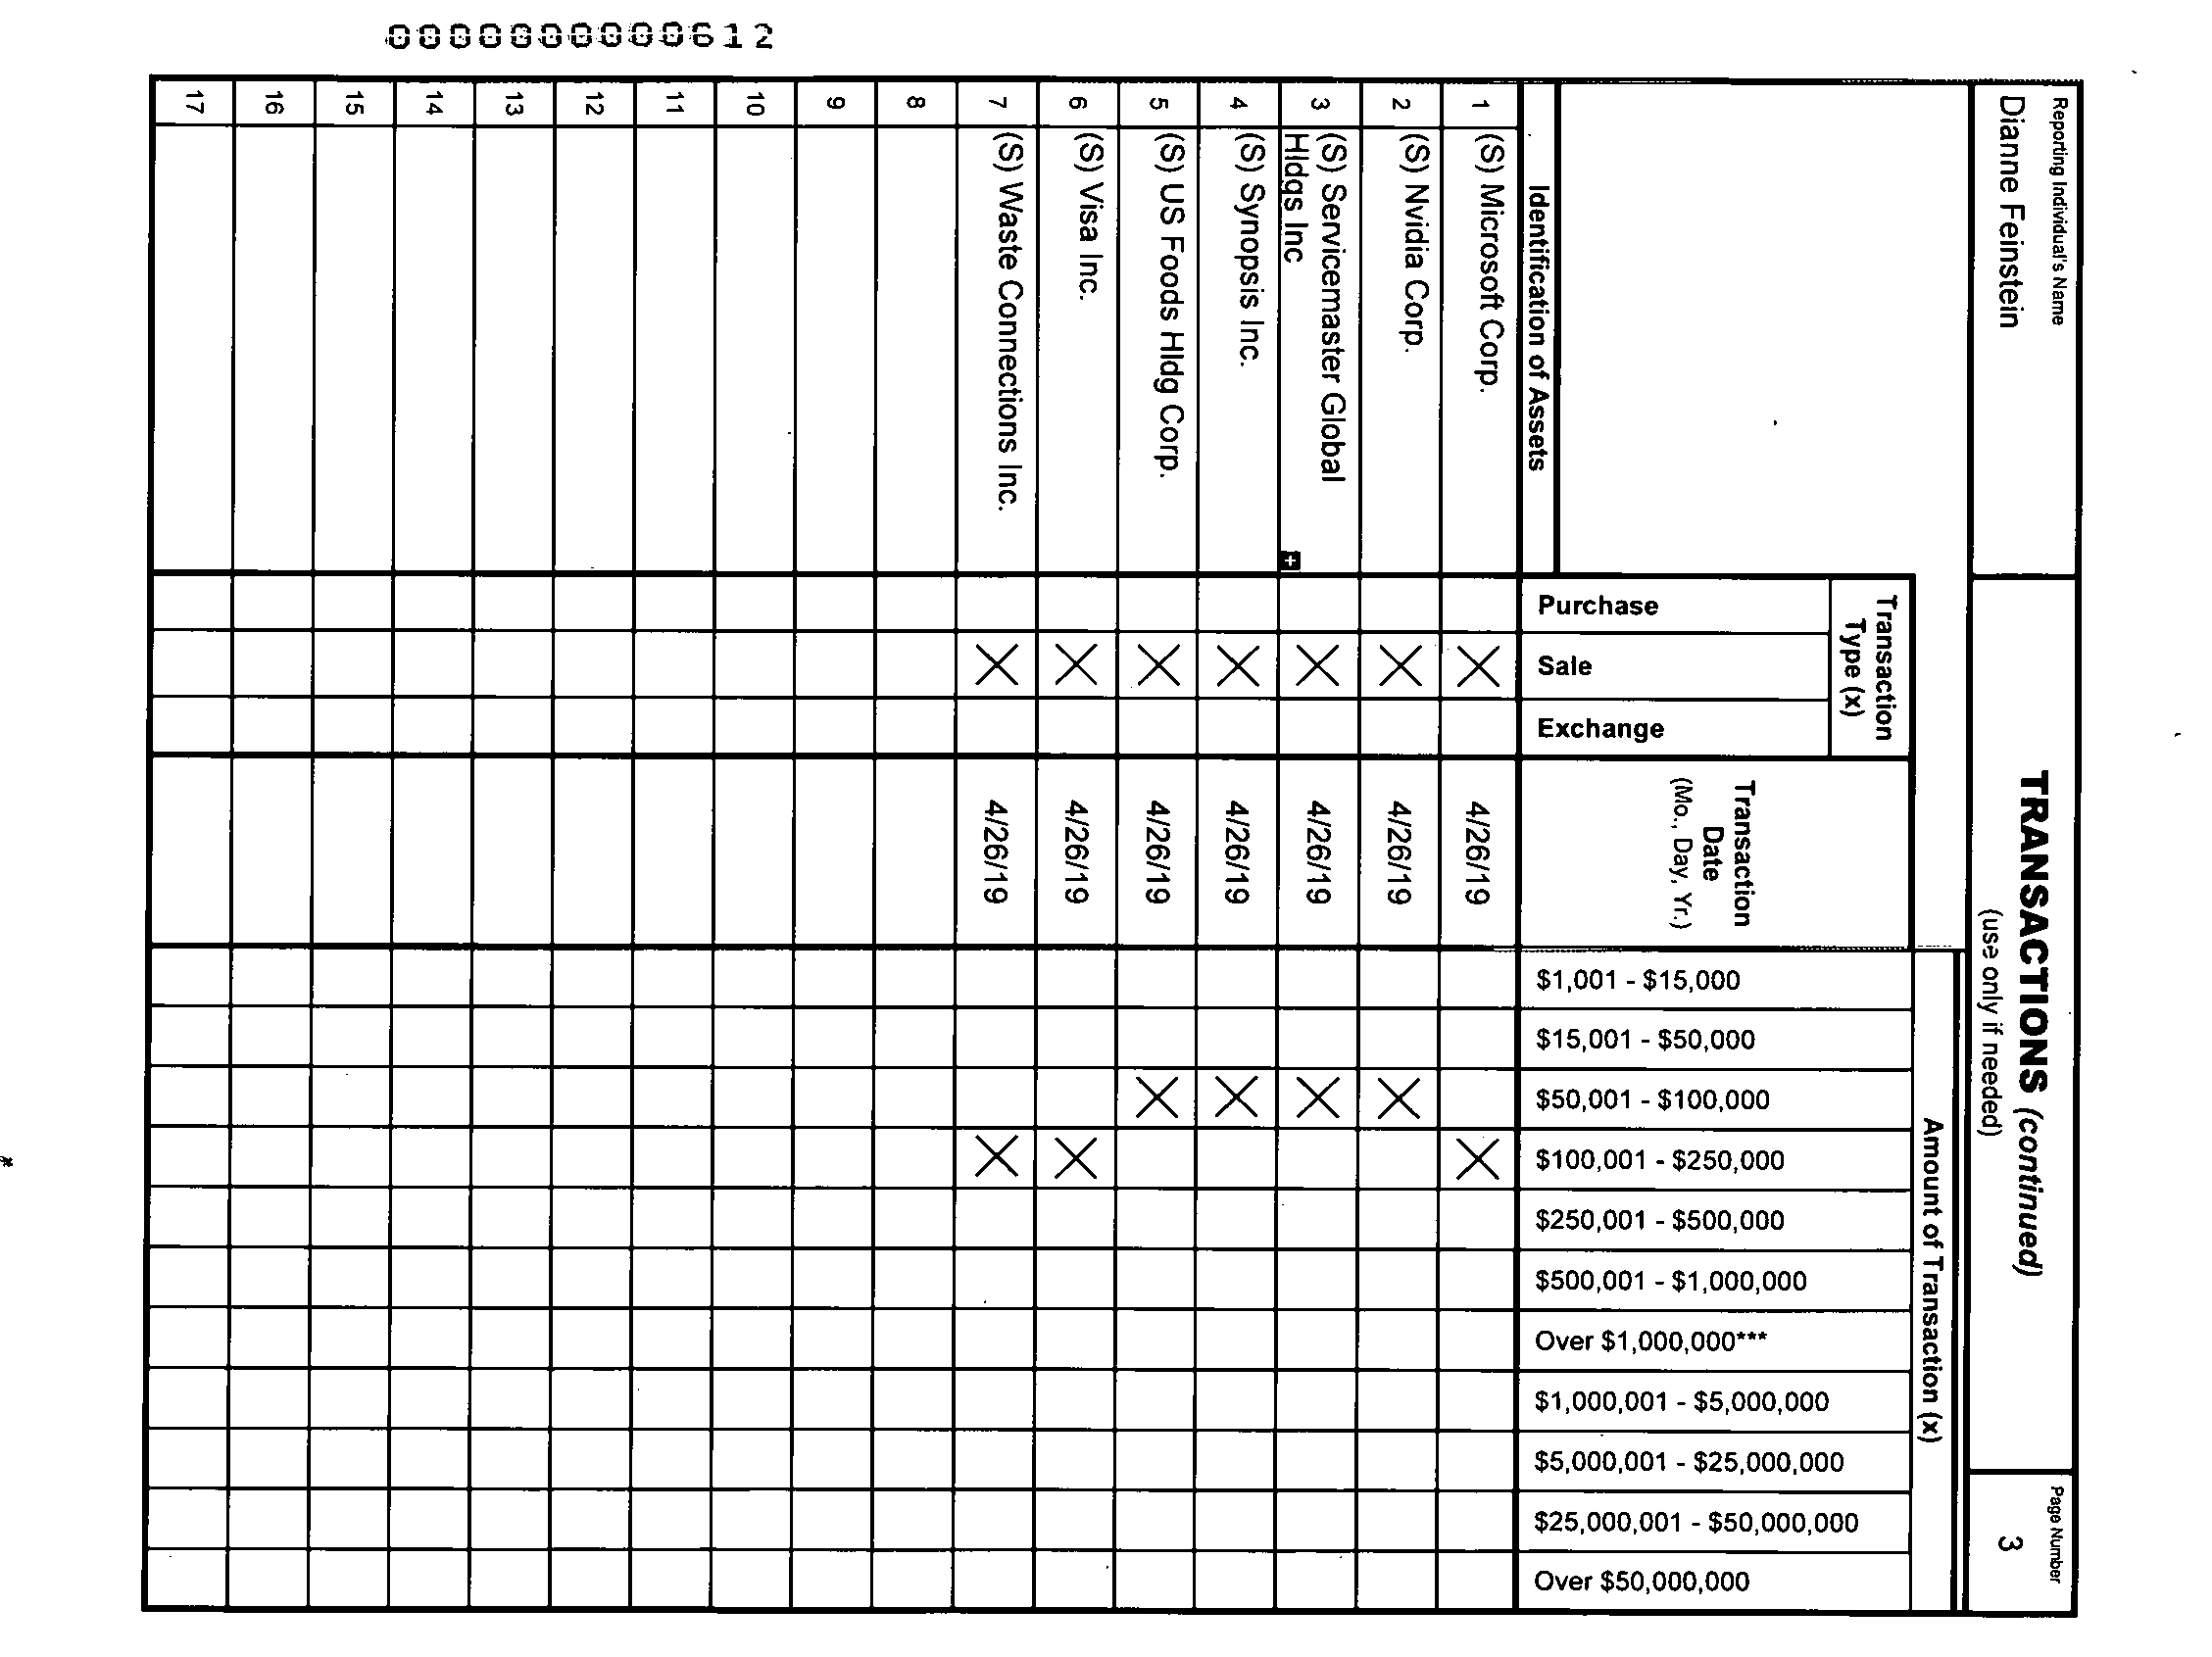 000000000612
Reporting Individual's Name
Dianne Feinstein
TRANSACTIONS (continued)
(use only if needed)
Page Number
3
Identification of Assets
Transaction
Type (x)
Purchase
Sale
Exchange
Transaction
Date
(Mo., Day, Yr.)
Amount of Transaction (x)
$1,001 - $15,000
$15,001 - $50,000
$50,001 - $100,000
$100,001 - $250,000
$250,001 - $500,000
$500,001 - $1,000,000
Over $1,000,000***
$1,000,001 - $5,000,000
$5,000,001 - $25,000,000
$25,000,001 - $50,000,000
Over $50,000,000
1 (S) Microsoft Corp. X 4/26/19 X
2 (S) Nvidia Corp. X 4/26/19 X
3 (S) Servicemaster Global
Hldgs Inc + X 4/26/19 X
4 (S) Synopsis Inc. X 4/26/19 X
5 (S) US Foods Hldg Corp. X 4/26/19 X
6 (S) Visa Inc. X 4/26/19 X
7 (S) Waste Connections Inc. X 4/26/19 X
8
9
10
11
12
13
14
15
16
17